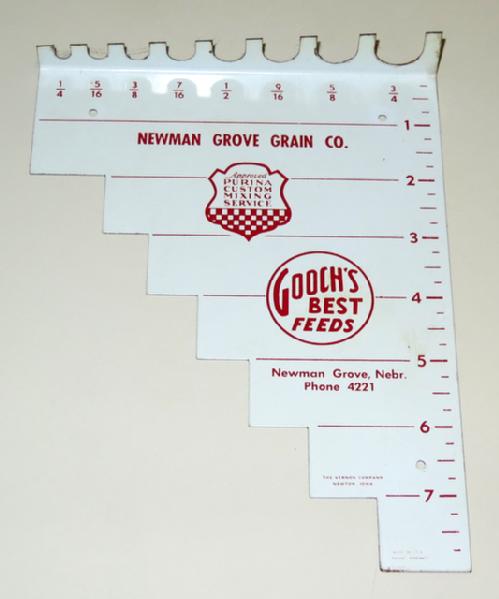 1/4 5/16 3/8 7/16 1/2 9/16 5/8 3/4
1
NEWMAN GROVE GRAIN CO.
2
Approved
PURINA
CUSTOM
MIXING
SERVICE
3
GOOCH'S
BEST
FEEDS
4
5
Newman Grove, Nebr.
Phone 4221
6
THE VERNON COMPANY
NEWTON, IOWA
7